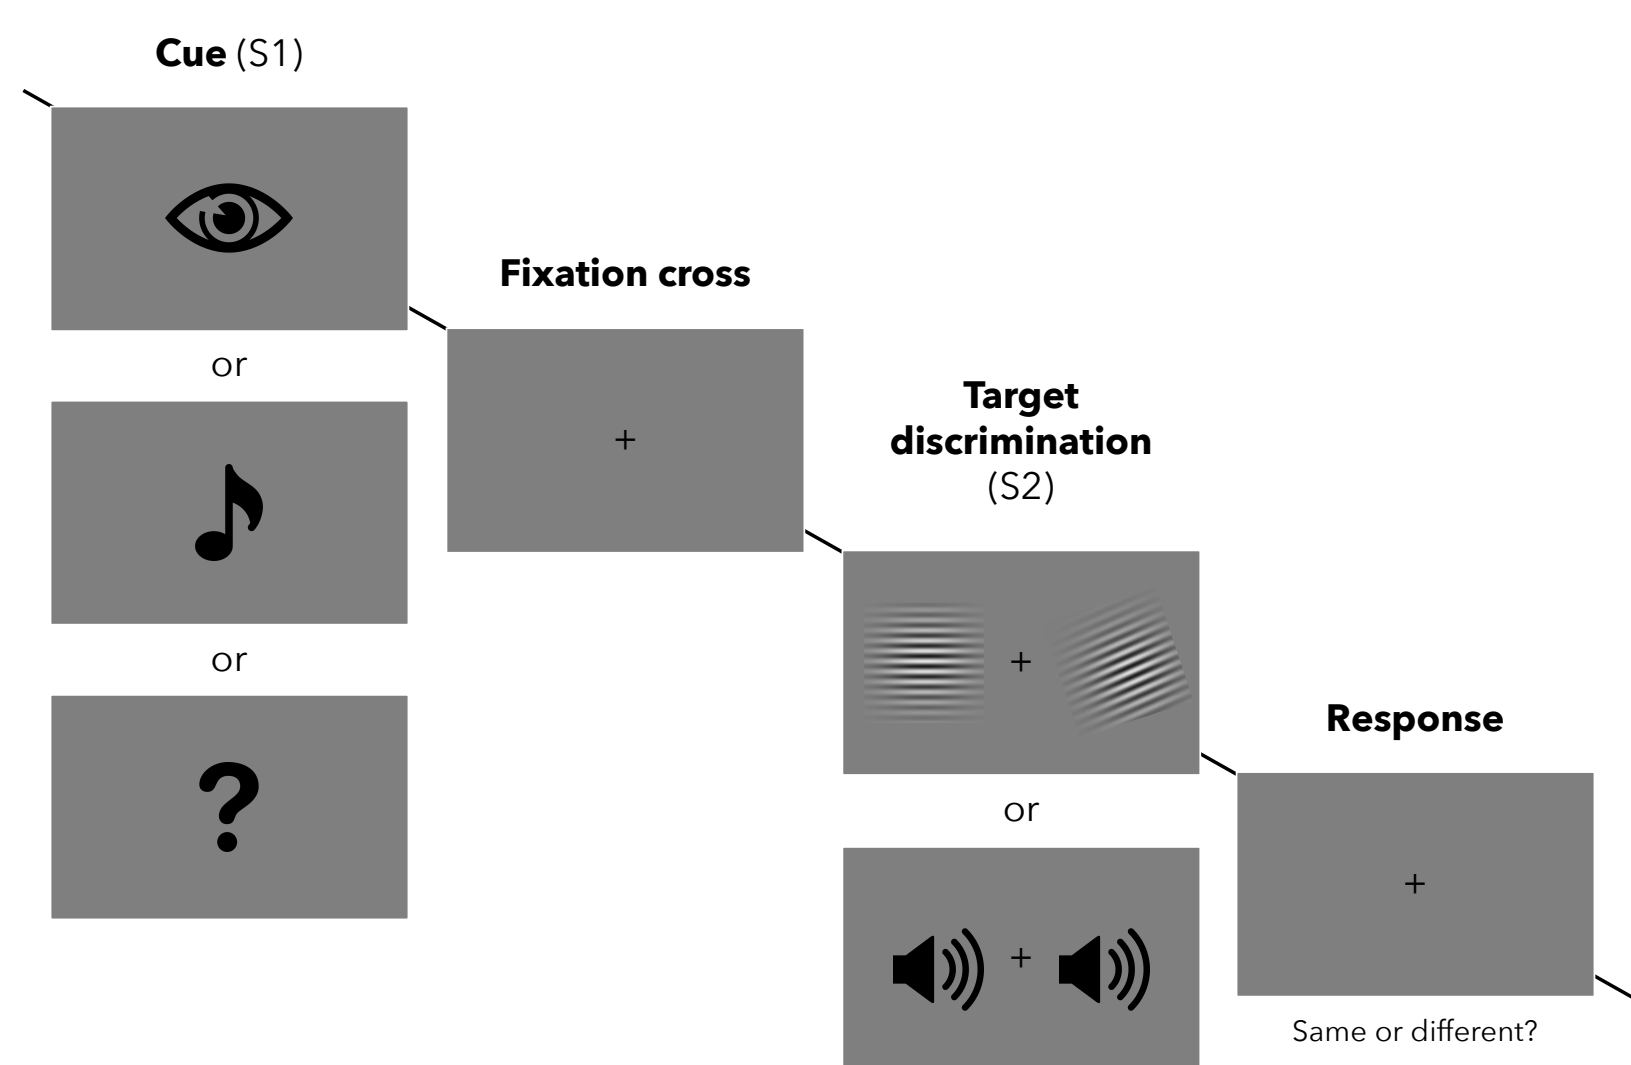 Cue (S1)
or
or
?
Fixation cross
+
Target
discrimination
(S2)
+
or
+
Response
+
Same or different?